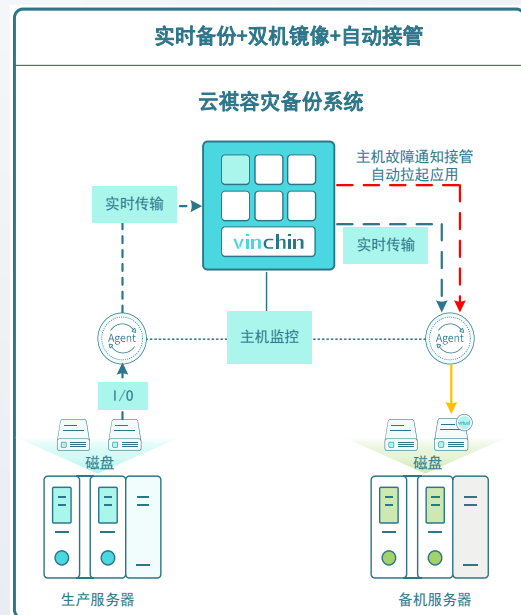 实时备份+双机镜像+自动接管
云祺容灾备份系统
主机故障通知接管
自动拉起应用
实时传输
vinchin
实时传输
主机监控
Agent
Agent
I/O
virtual
磁盘
磁盘
生产服务器
备机服务器